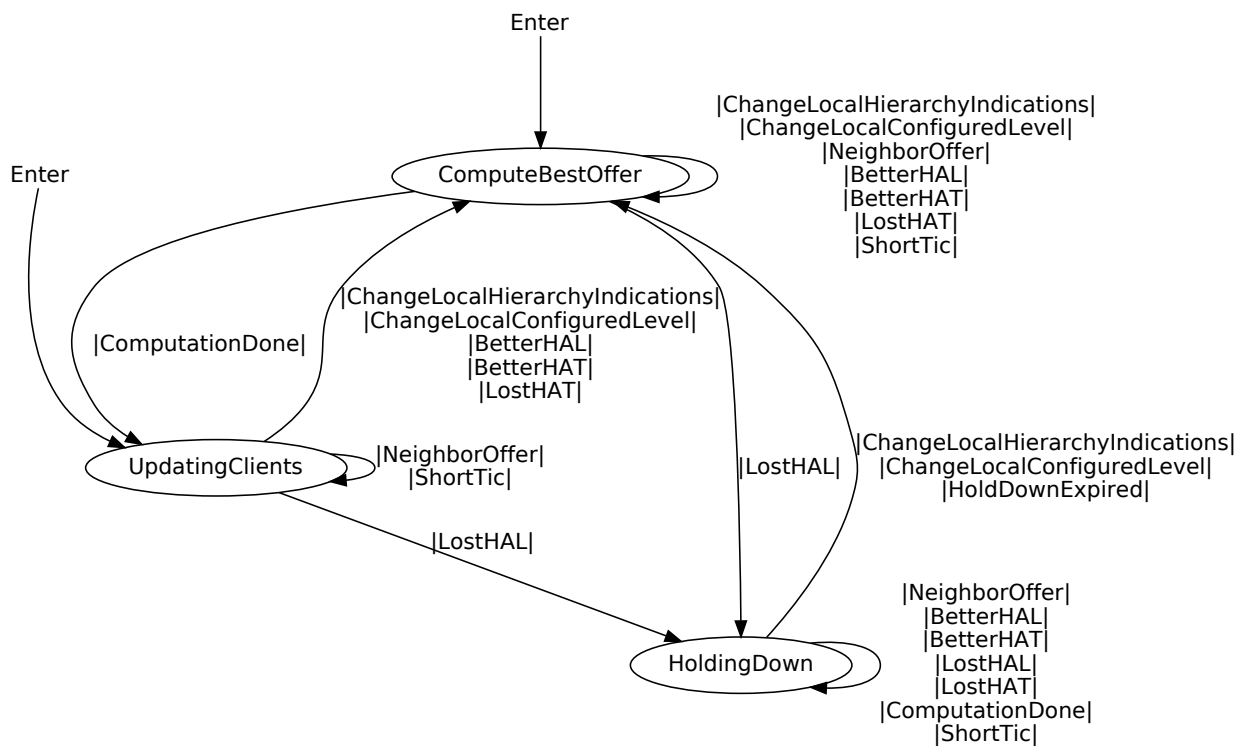 Enter
|ChangeLocalHierarchyIndications|
|ChangeLocalConfiguredLevel|
|NeighborOffer|
|BetterHAL|
|BetterHAT|
|LostHAT|
|ShortTic|
Enter
ComputeBestOffer
|ChangeLocalHierarchyIndications|
|ChangeLocalConfiguredLevel|
|BetterHAL|
|BetterHAT|
|LostHAT|
|ComputationDone|
UpdatingClients
|NeighborOffer|
|ShortTic|
|LostHAL|
|ChangeLocalHierarchyIndications|
|ChangeLocalConfiguredLevel|
|HoldDownExpired|
|LostHAL|
HoldingDown
|NeighborOffer|
|BetterHAL|
|BetterHAT|
|LostHAL|
|LostHAT|
|ComputationDone|
|ShortTic|